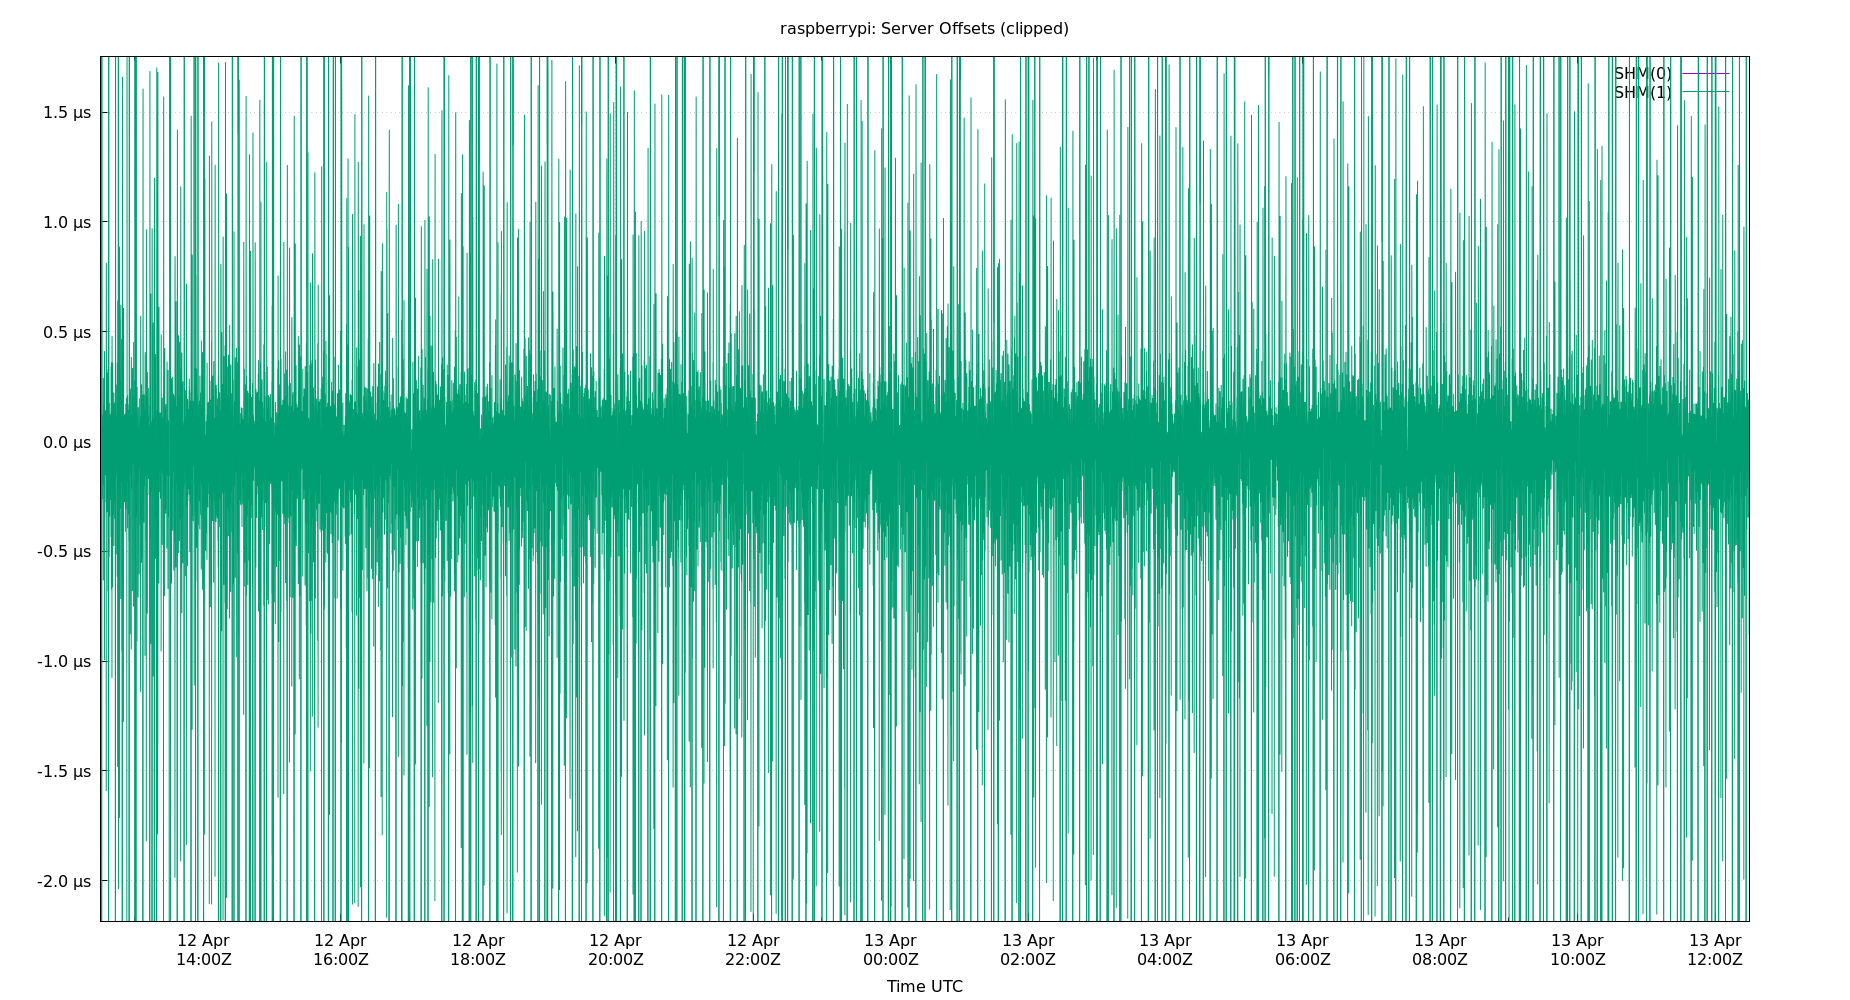 raspberrypi: Server Offsets (clipped)
SHM(0)
SHM(1)
1.5 µs
1.0 µs
0.5 µs
0.0 µs
-0.5 µs
-1.0 µs
-1.5 µs
-2.0 µs
12 Apr 12 Apr 12 Apr 12 Apr 12 Apr 13 Apr 13 Apr 13 Apr 13 Apr 13 Apr 13 Apr 13 Apr
14:00Z 16:00Z 18:00Z 20:00Z 22:00Z 00:00Z 02:00Z 04:00Z 06:00Z 08:00Z 10:00Z 12:00Z
Time UTC